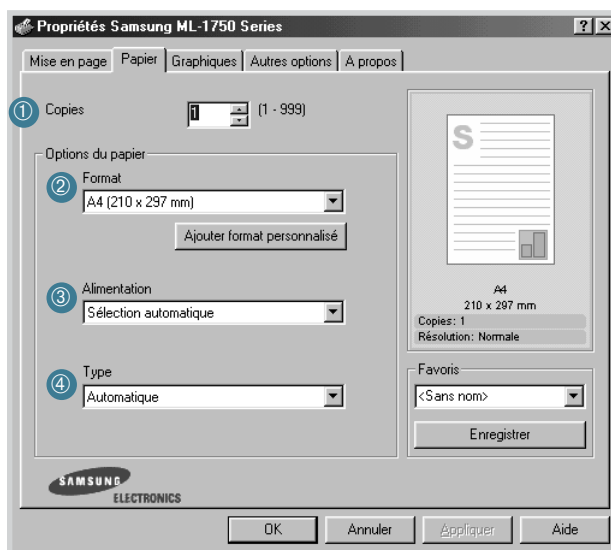 Propriétés Samsung ML-1750 Series
Mise en page Papier Graphiques Autres options A propos
① Copies 1 (1 - 999)
Options du papier
② Format
A4 (210 x 297 mm)
Ajouter format personnalisé
③ Alimentation
Sélection automatique
④ Type
Automatique
S
A4
210 x 297 mm
Copies: 1
Résolution: Normale
Favoris
<Sans nom>
Enregistrer
SAMSUNG
ELECTRONICS
OK Annuler Appliquer Aide